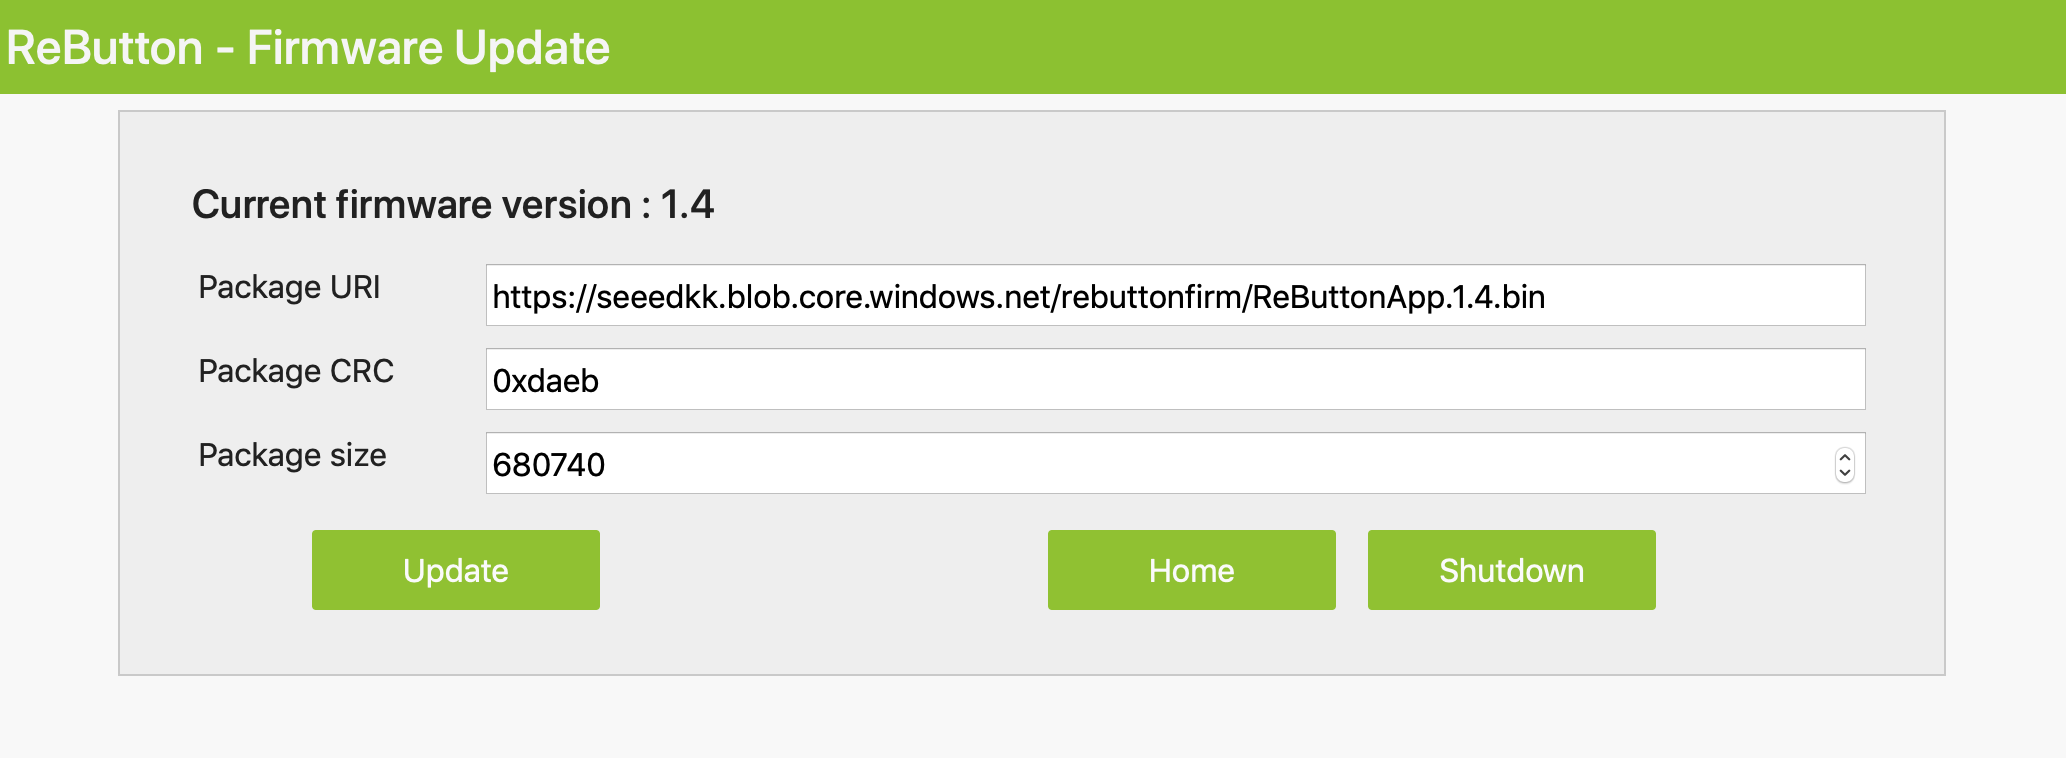 ReButton - Firmware Update
Current firmware version : 1.4
Package URI https://seeedkk.blob.core.windows.net/rebuttonfirm/ReButtonApp.1.4.bin
Package CRC 0xdaeb
Package size 680740
Update Home Shutdown